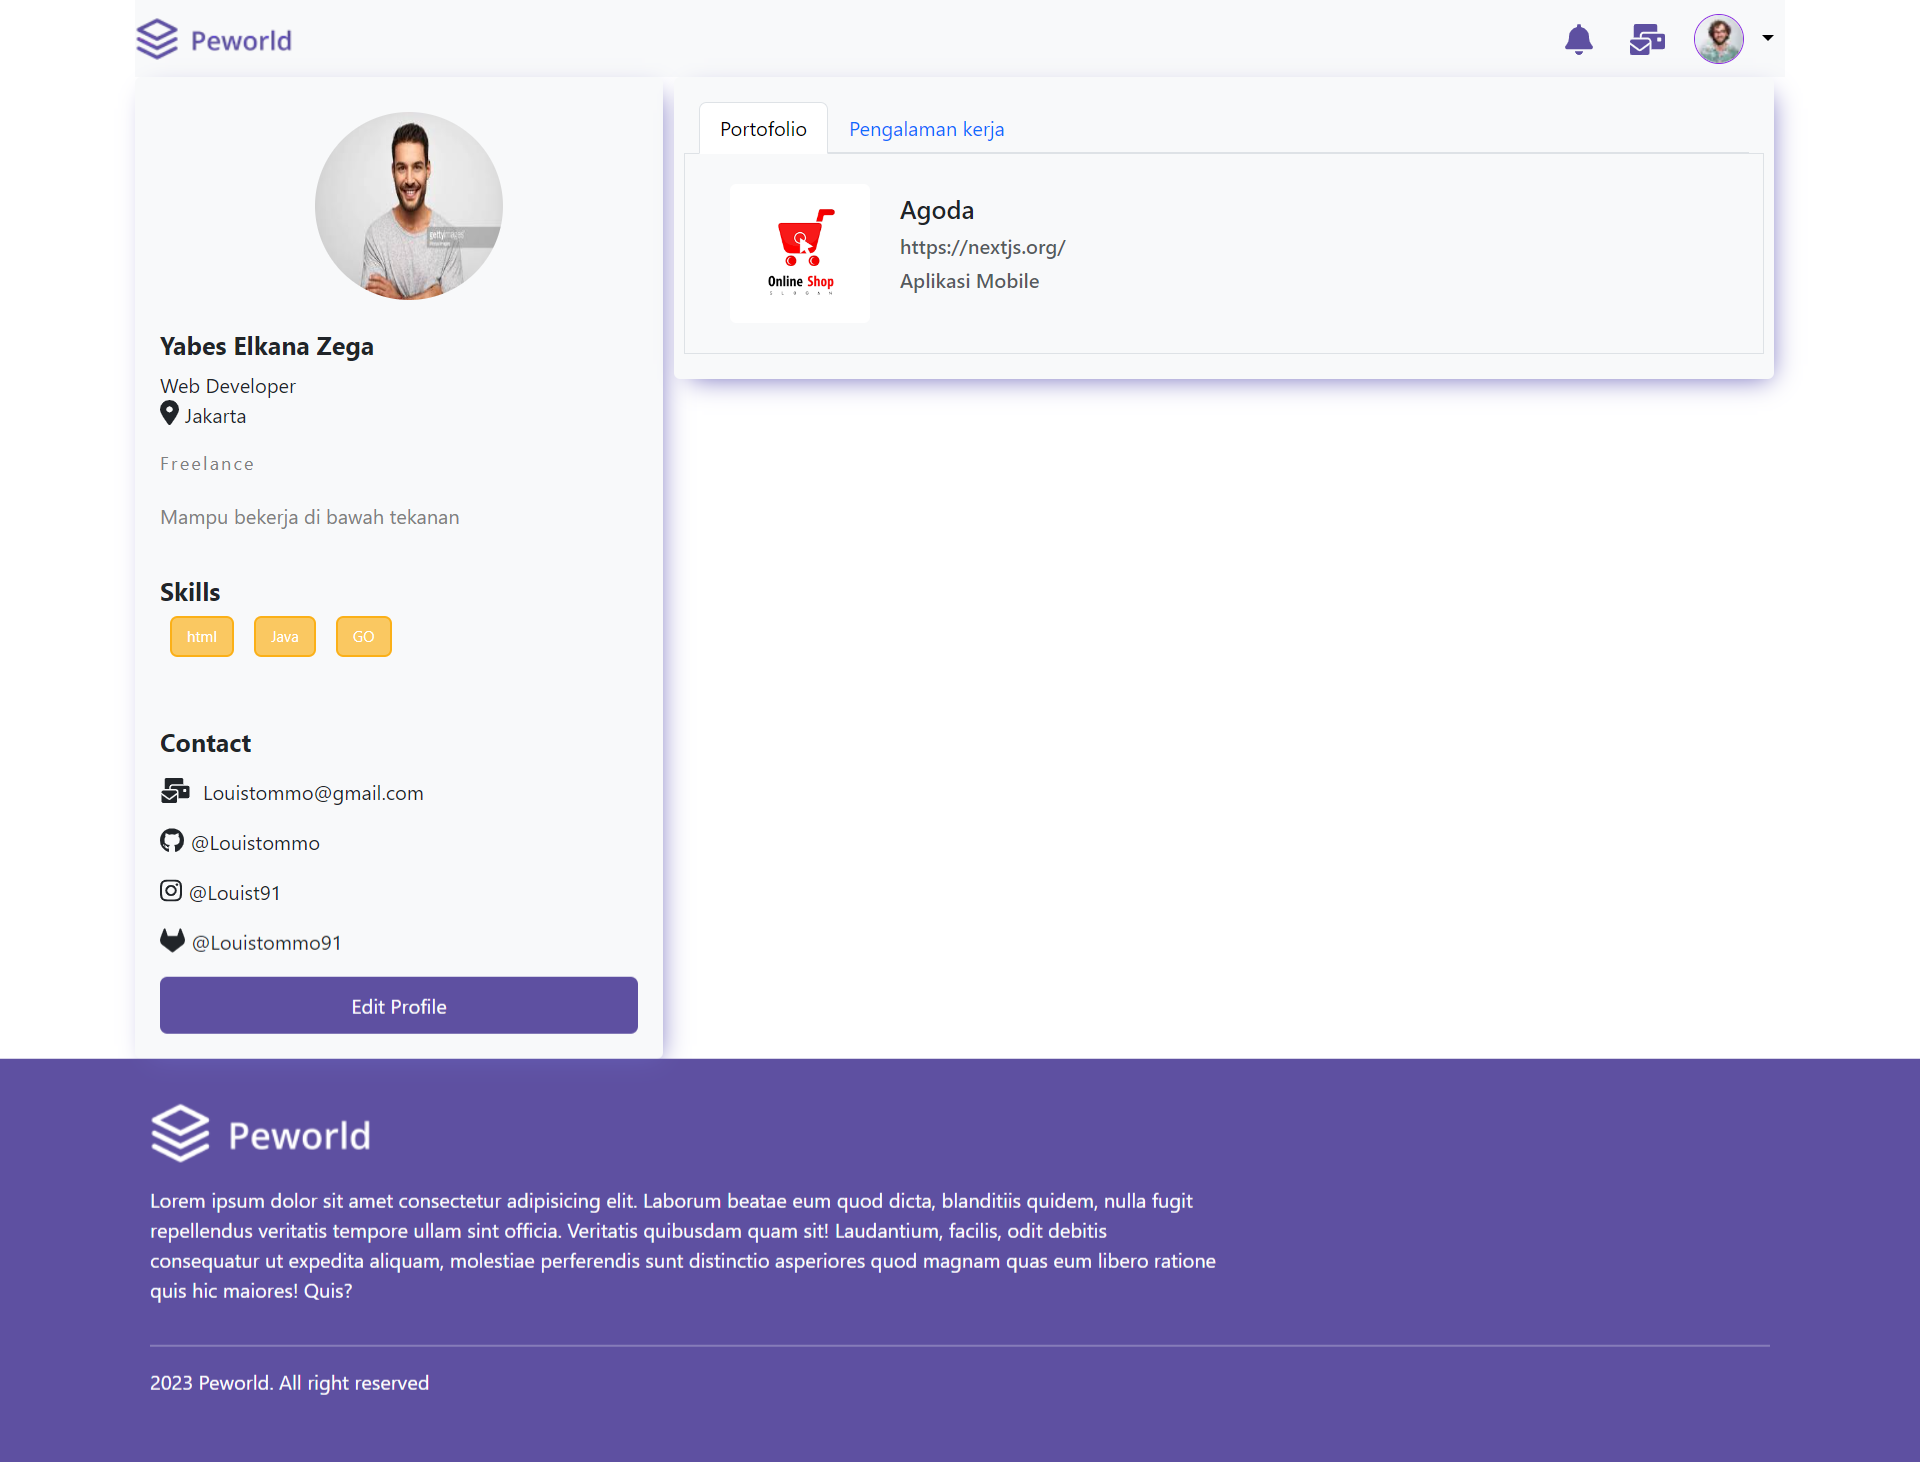 Peworld
gettyimages
Yabes Elkana Zega
Web Developer
Jakarta
Freelance
Mampu bekerja di bawah tekanan
Skills
html
Java
GO
Contact
Louistommo@gmail.com
@Louistommo
@Louist91
@Louistommo91
Edit Profile
Portofolio
Pengalaman kerja
Online Shop
Agoda
https://nextjs.org/
Aplikasi Mobile
Peworld
Lorem ipsum dolor sit amet consectetur adipisicing elit. Laborum beatae eum quod dicta, blanditiis quidem, nulla fugit
repellendus veritatis tempore ullam sint officia. Veritatis quibusdam quam sit! Laudantium, facilis, odit debitis
consequatur ut expedita aliquam, molestiae perferendis sunt distinctio asperiores quod magnam quas eum libero ratione
quis hic maiores! Quis?
2023 Peworld. All right reserved